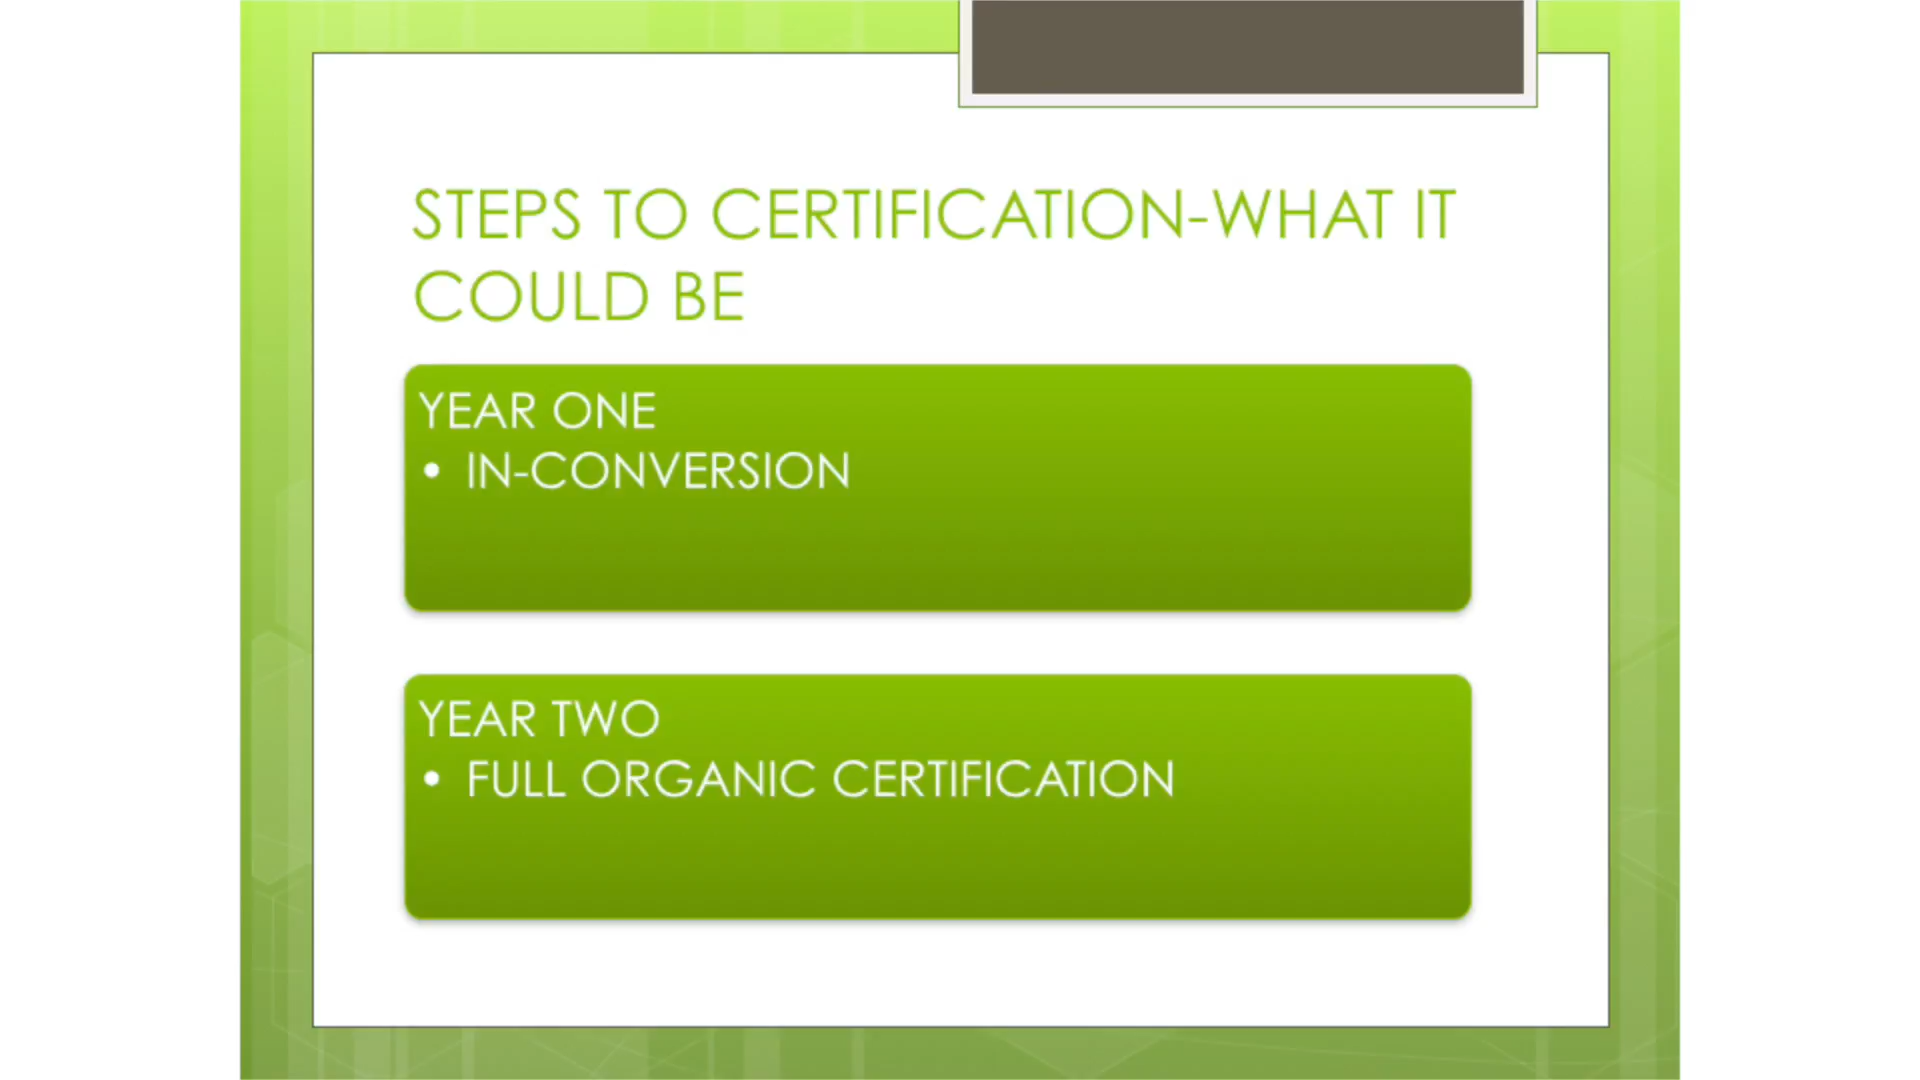 STEPS TO CERTIFICATION-WHAT IT
COULD BE
YEAR ONE
• IN-CONVERSION
YEAR TWO
• FULL ORGANIC CERTIFICATION